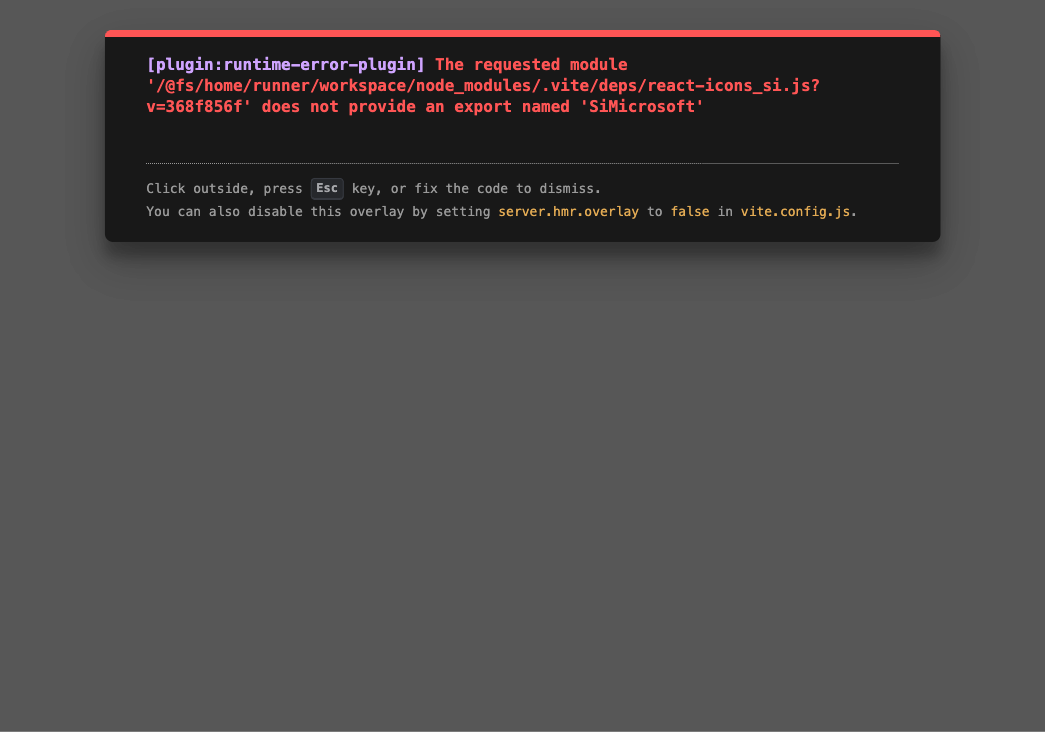 [plugin:runtime-error-plugin] The requested module
'/@fs/home/runner/workspace/node_modules/.vite/deps/react-icons_si.js?
v=368f856f' does not provide an export named 'SiMicrosoft'
Click outside, press Esc key, or fix the code to dismiss.
You can also disable this overlay by setting server.hmr.overlay to false in vite.config.js.